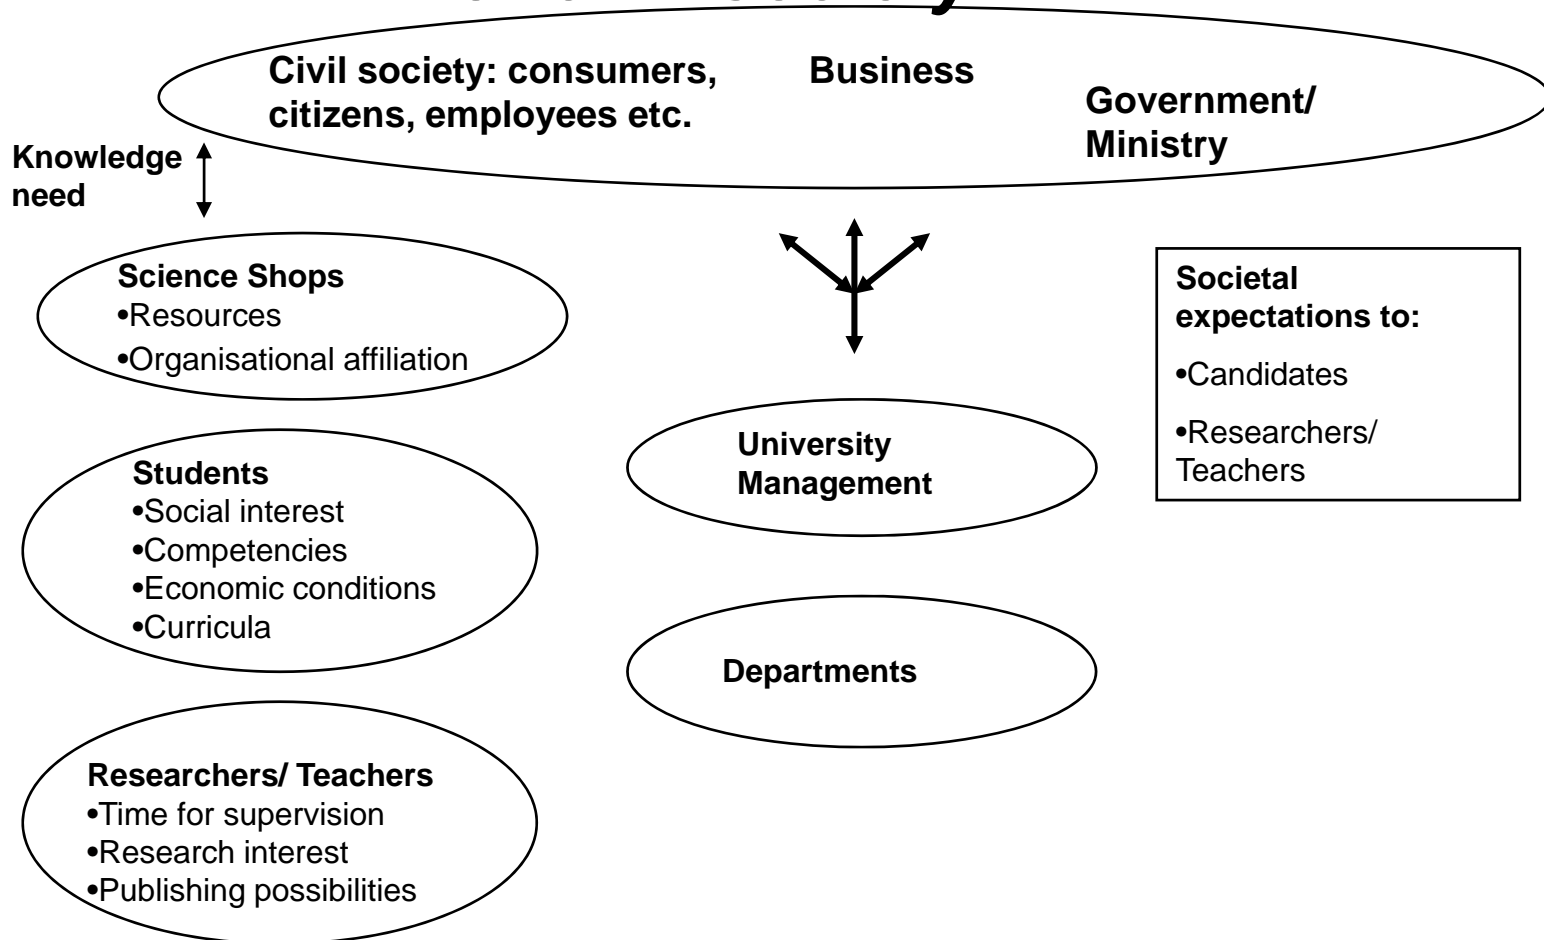 Civil society: consumers,
citizens, employees etc.
Business
Government/
Ministry
Knowledge
need
Science Shops
•Resources
•Organisational affiliation
Societal
expectations to:
•Candidates
•Researchers/
Teachers
University
Management
Students
•Social interest
•Competencies
•Economic conditions
•Curricula
Departments
Researchers/ Teachers
•Time for supervision
•Research interest
•Publishing possibilities